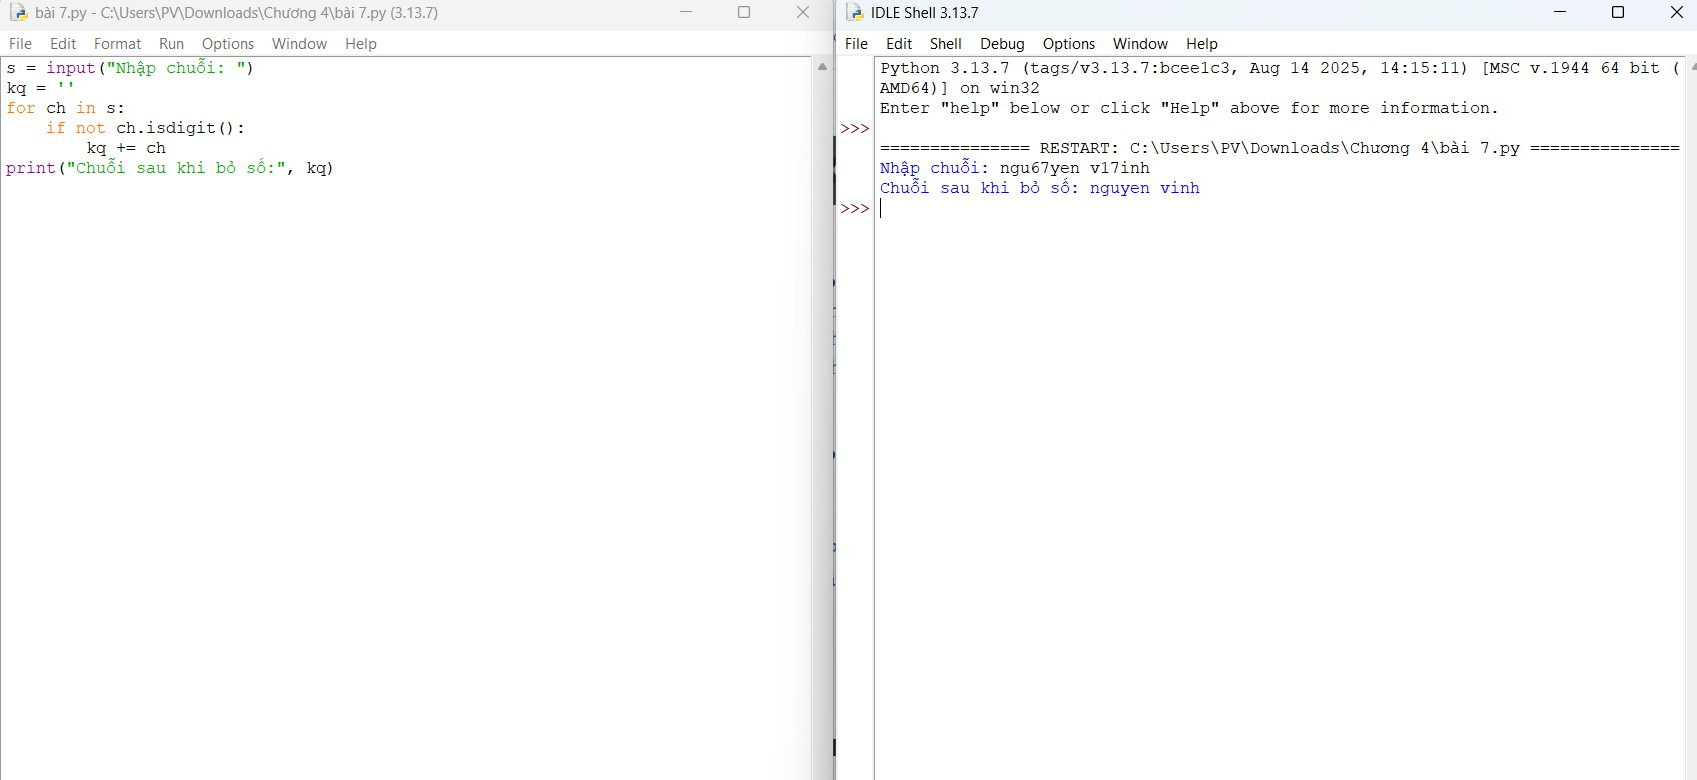 bài 7.py - C:\Users\PV\Downloads\Chương 4\bài 7.py (3.13.7)
File Edit Format Run Options Window Help
s = input("Nhập chuỗi: ")
kq = ''
for ch in s:
    if not ch.isdigit():
        kq += ch
print("Chuỗi sau khi bỏ số:", kq)
IDLE Shell 3.13.7
File Edit Shell Debug Options Window Help
Python 3.13.7 (tags/v3.13.7:bcee1c3, Aug 14 2025, 14:15:11) [MSC v.1944 64 bit (
AMD64)] on win32
Enter "help" below or click "Help" above for more information.
>>>
=============== RESTART: C:\Users\PV\Downloads\Chương 4\bài 7.py ===============
Nhập chuỗi: ngu67yen v17inh
Chuỗi sau khi bỏ số: nguyen vinh
>>>